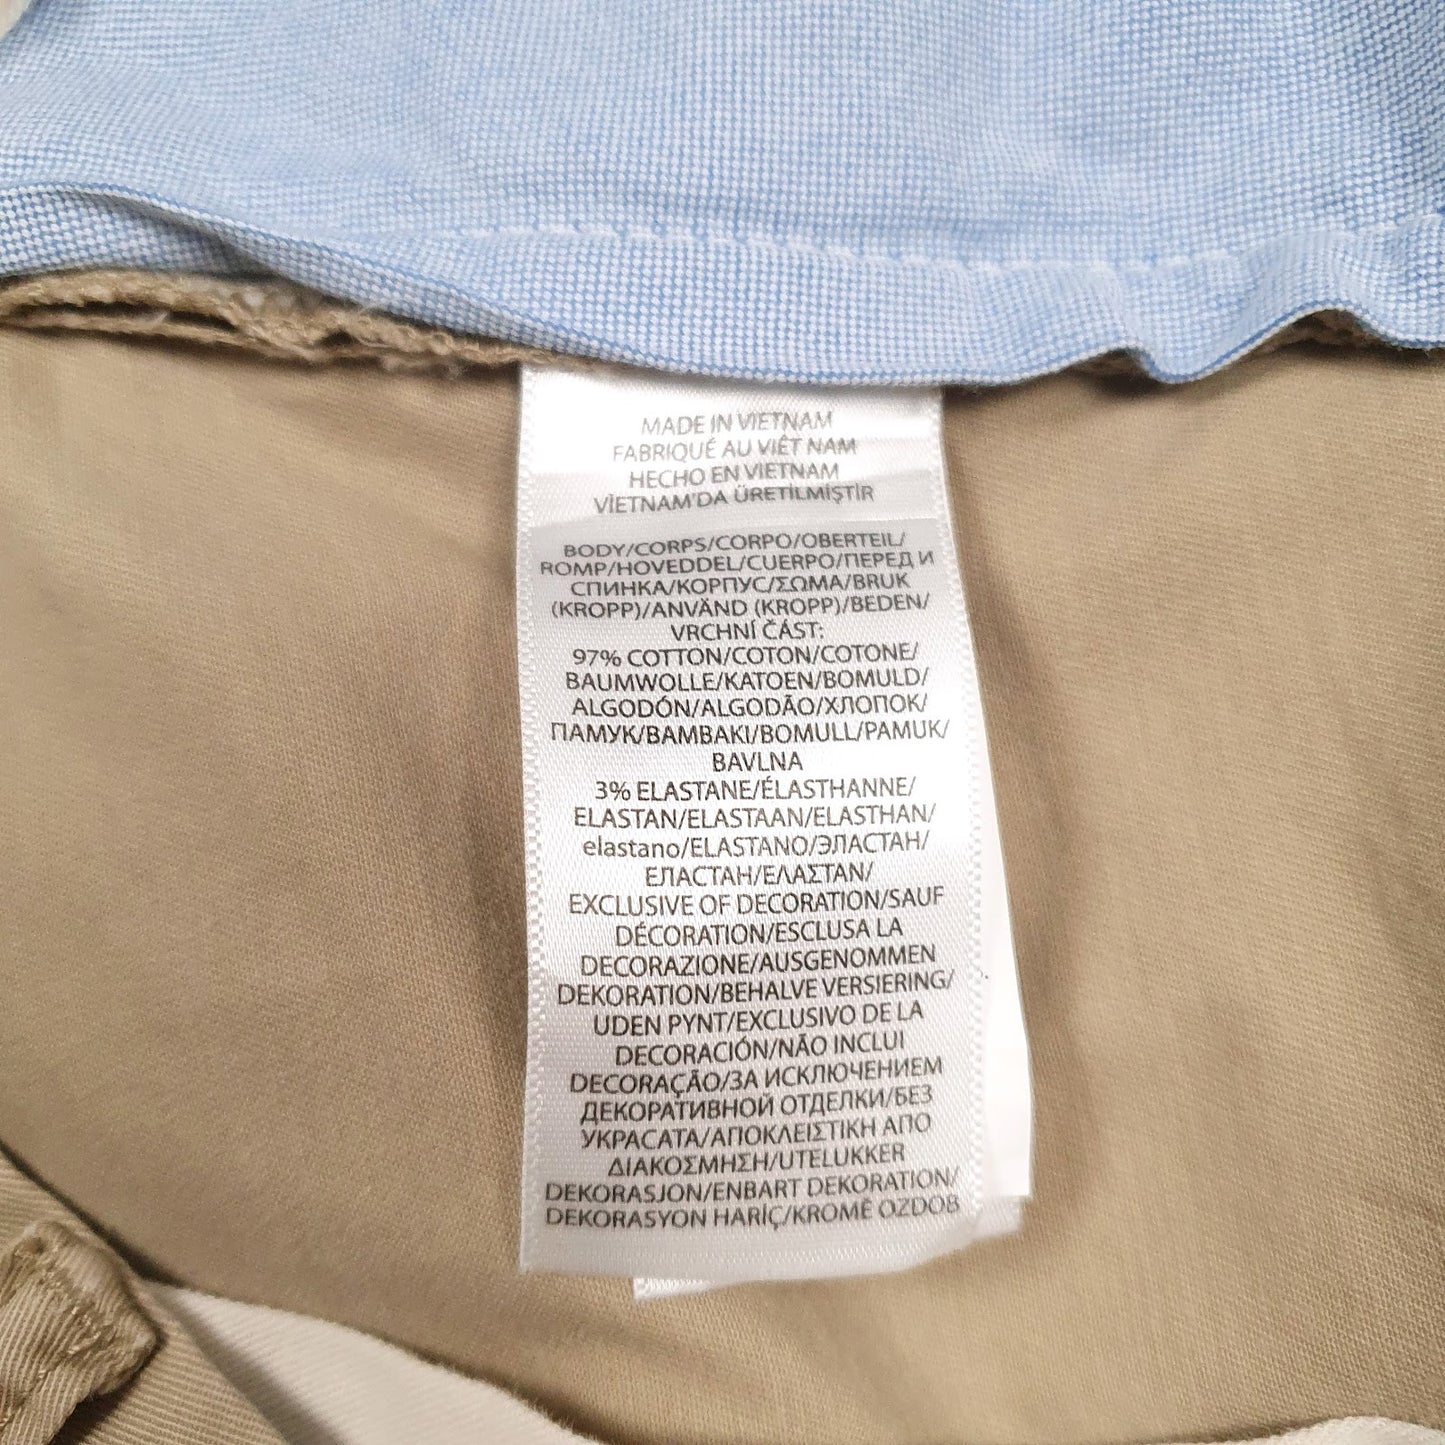 MADE IN VIETNAM
FABRIQUÉ AU VIÊT NAM
HECHO EN VIETNAM
VİETNAM'DA ÜRETİLMİŞTİR
BODY/CORPS/CORPO/OBERTEIL/
ROMP/HOVEDDEL/CUERPO/ПЕРЕД И
СПИНКА/КОРПУС/ΣΩΜΑ/BRUK
(KROPP)/ANVÄND (KROPP)/BEDEN/
VRCHNÍ ČÁST:
97% COTTON/COTON/COTONE/
BAUMWOLLE/KATOEN/BOMULD/
ALGODÓN/ALGODÃO/ХЛОПОК/
ПАМУК/ΒΑΜΒΑΚΙ/BOMULL/PAMUK/
BAVLNA
3% ELASTANE/ÉLASTHANNE/
ELASTAN/ELASTAAN/ELASTHAN/
elastano/ELASTANO/ЭЛАСТАН/
ЕЛАСТАН/ΕΛΑΣΤΑΝ/
EXCLUSIVE OF DECORATION/SAUF
DÉCORATION/ESCLUSA LA
DECORAZIONE/AUSGENOMMEN
DEKORATION/BEHALVE VERSIERING/
UDEN PYNT/EXCLUSIVO DE LA
DECORACIÓN/NÃO INCLUI
DECORAÇÃO/ЗА ИСКЛЮЧЕНИЕМ
ДЕКОРАТИВНОЙ ОТДЕЛКИ/БЕЗ
УКРАСАТА/ΑΠΟΚΛΕΙΣΤΙΚΗ ΑΠΟ
ΔΙΑΚΟΣΜΗΣΗ/UTELUKKER
DEKORASJON/ENBART DEKORATION/
DEKORASYON HARİÇ/KROMĚ OZDOB